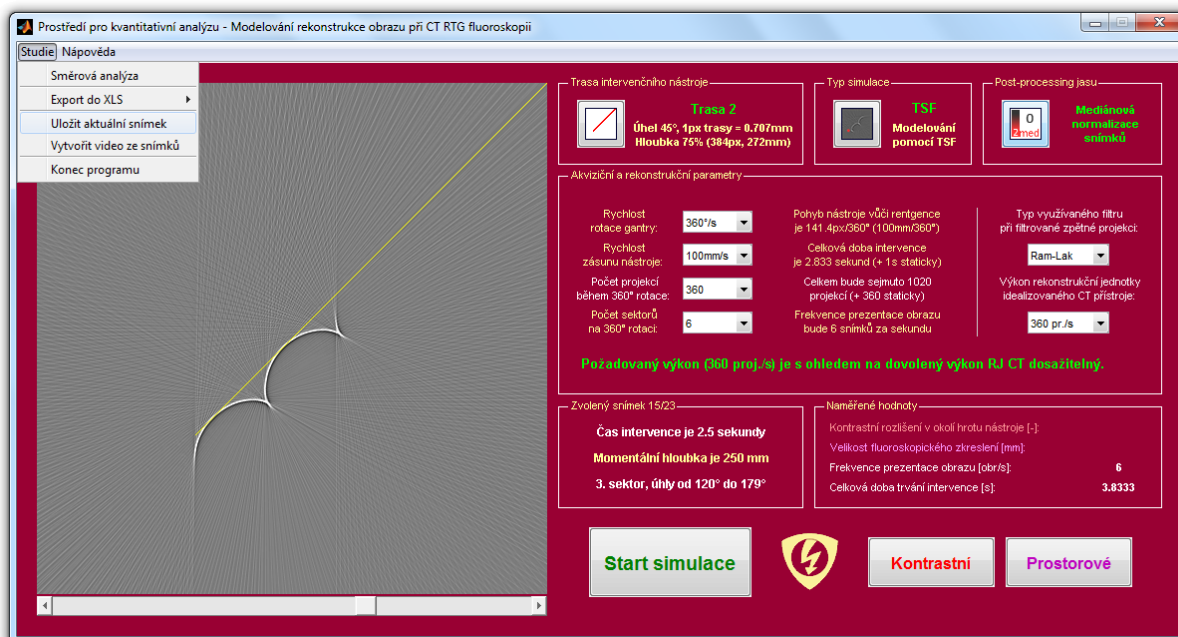 Prostředí pro kvantitativní analýzu - Modelování rekonstrukce obrazu při CT RTG fluoroskopii
Studie Nápověda
Směrová analýza
Export do XLS
Uložit aktuální snímek
Vytvořit video ze snímků
Konec programu
Trasa intervenčního nástroje
Trasa 2
Úhel 45°, 1px trasy = 0.707mm
Hloubka 75% (384px, 272mm)
Typ simulace
TSF
Modelování
pomocí TSF
Post-processing jasu
0
Zmed
Mediánová
normalizace
snímků
Akviziční a rekonstrukční parametry
Rychlost
rotace gantry:
360°/s
Rychlost
zásunu nástroje:
100mm/s
Počet projekcí
během 360° rotace:
360
Počet sektorů
na 360° rotaci:
6
Pohyb nástroje vůči rentgence
je 141.4px/360° (100mm/360°)
Celková doba intervence
je 2.833 sekund (+ 1s staticky)
Celkem bude sejmuto 1020
projekcí (+ 360 staticky)
Frekvence prezentace obrazu
bude 6 snímků za sekundu
Typ využívaného filtru
při filtrované zpětné projekci:
Ram-Lak
Výkon rekonstrukční jednotky
idealizovaného CT přístroje:
360 pr./s
Požadovaný výkon (360 proj./s) je s ohledem na dovolený výkon RJ CT dosažitelný.
Zvolený snímek 15/23
Čas intervence je 2.5 sekundy
Momentální hloubka je 250 mm
3. sektor, úhly od 120° do 179°
Naměřené hodnoty
Kontrastní rozlišení v okolí hrotu nástroje [-]:
Velikost fluoroskopického zkreslení [mm]:
Frekvence prezentace obrazu [obr/s]: 6
Celková doba trvání intervence [s]: 3.8333
Start simulace
Kontrastní
Prostorové